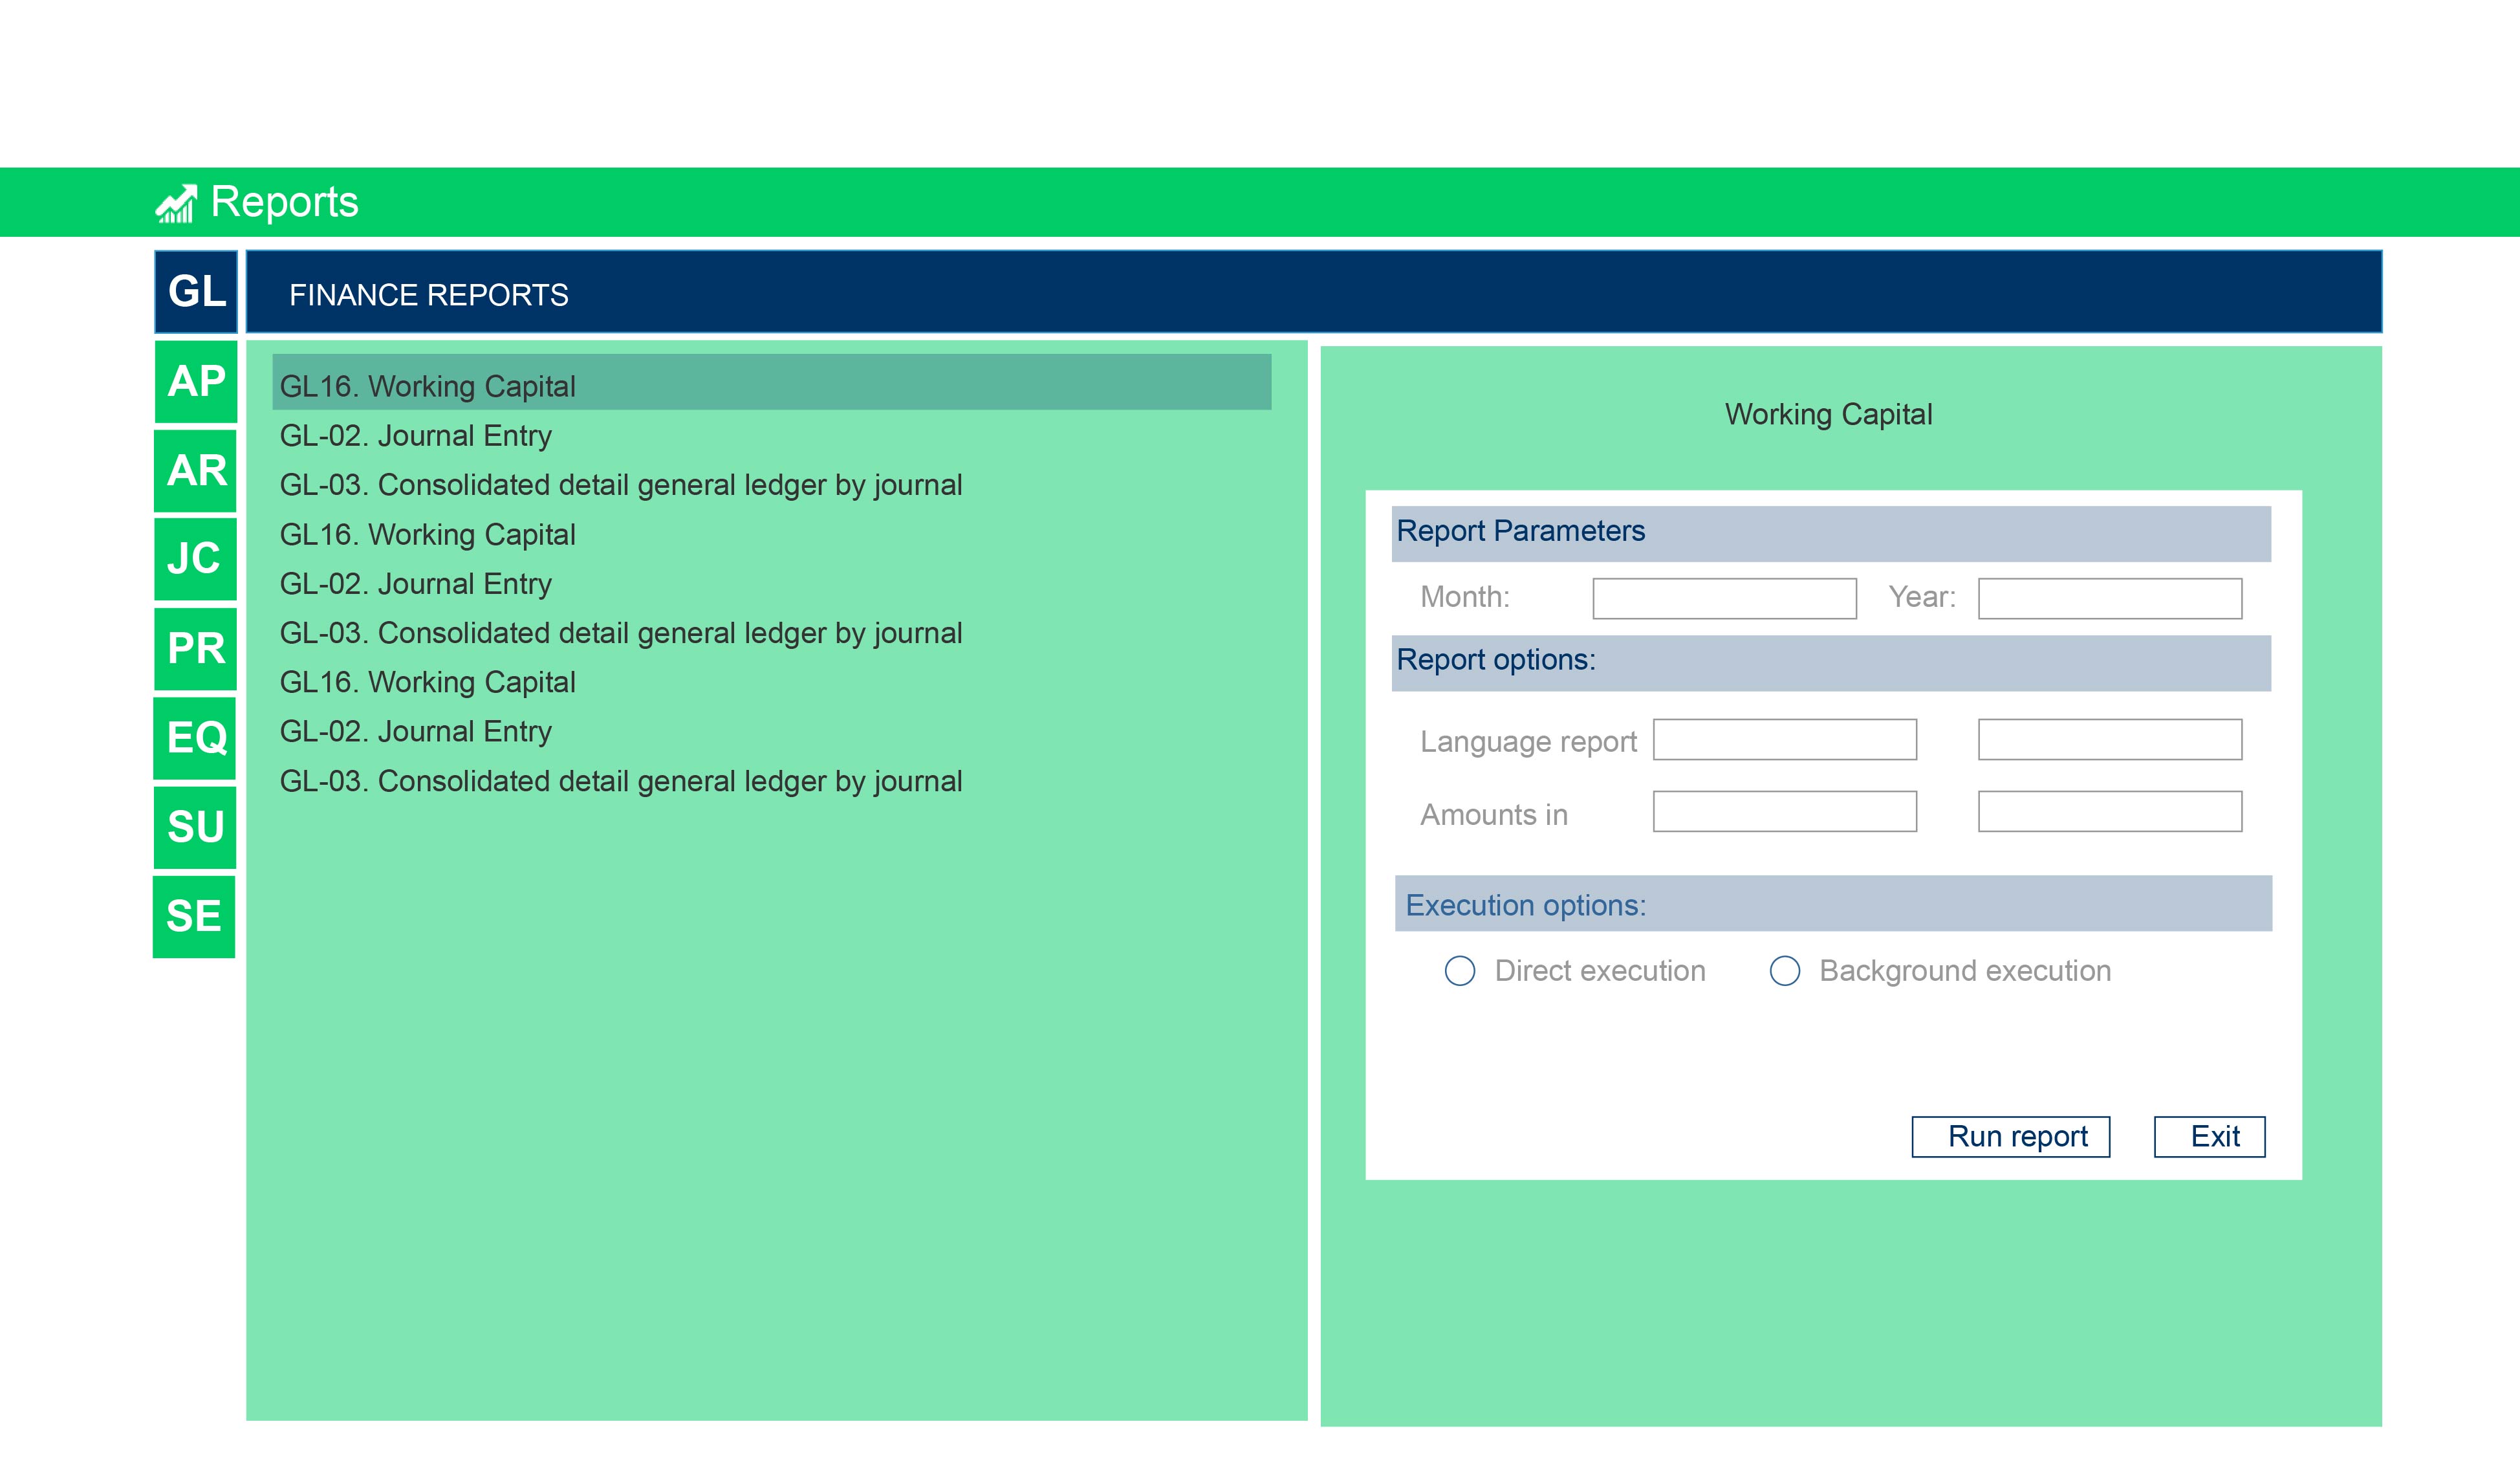 Reports
GL
FINANCE REPORTS
AP
AR
JC
PR
EQ
SU
SE
GL16. Working Capital
GL-02. Journal Entry
GL-03. Consolidated detail general ledger by journal
GL16. Working Capital
GL-02. Journal Entry
GL-03. Consolidated detail general ledger by journal
GL16. Working Capital
GL-02. Journal Entry
GL-03. Consolidated detail general ledger by journal
Working Capital
Report Parameters
Month: Year:
Report options:
Language report
Amounts in
Execution options:
Direct execution Background execution
Run report Exit